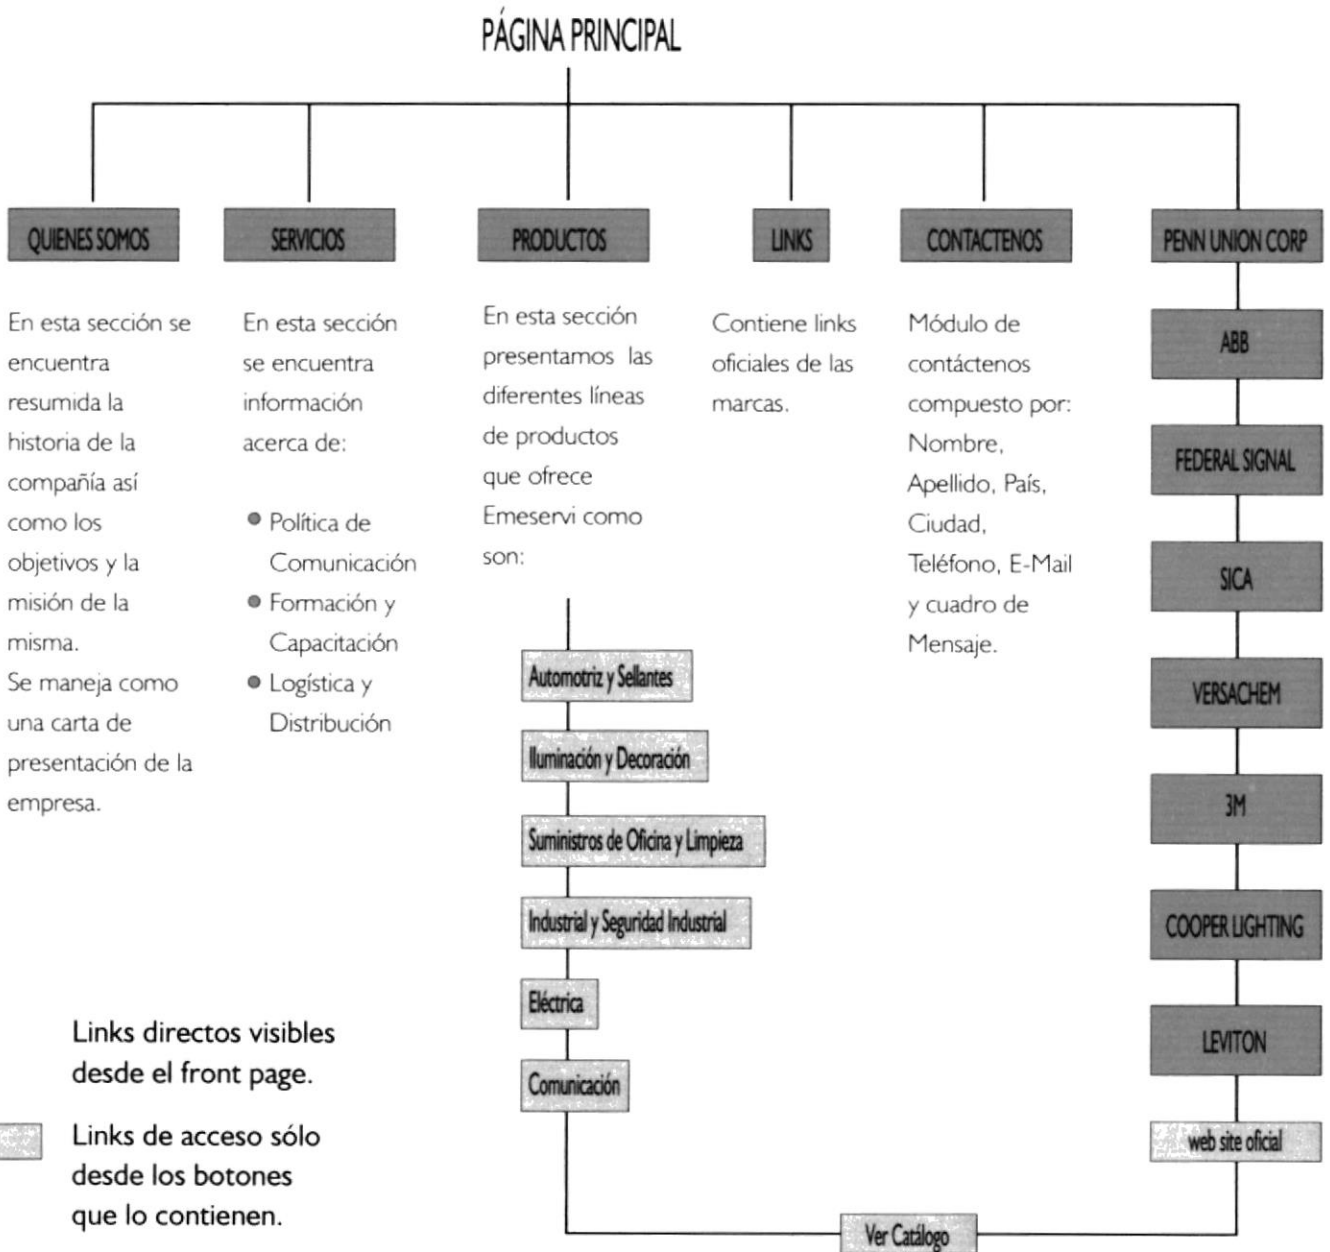 PÁGINA PRINCIPAL
QUIENES SOMOS
En esta sección se
encuentra
resumida la
historia de la
compañía así
como los
objetivos y la
misión de la
misma.
Se maneja como
una carta de
presentación de la
empresa.
SERVICIOS
En esta sección
se encuentra
información
acerca de:
Política de
Comunicación
Formación y
Capacitación
Logística y
Distribución
PRODUCTOS
En esta sección
presentamos las
diferentes líneas
de productos
que ofrece
Emeservi como
son:
Automotriz y Sellantes
Iluminación y Decoración
Suministros de Oficina y Limpieza
Industrial y Seguridad Industrial
Eléctrica
Comunicación
LINKS
Contiene links
oficiales de las
marcas.
CONTACTENOS
Módulo de
contáctenos
compuesto por:
Nombre,
Apellido, País,
Ciudad,
Teléfono, E-Mail
y cuadro de
Mensaje.
PENN UNION CORP
ABB
FEDERAL SIGNAL
SICA
VERSACHEM
3M
COOPER LIGHTING
LEVITON
web site oficial
Ver Catálogo
Links directos visibles
desde el front page.
Links de acceso sólo
desde los botones
que lo contienen.